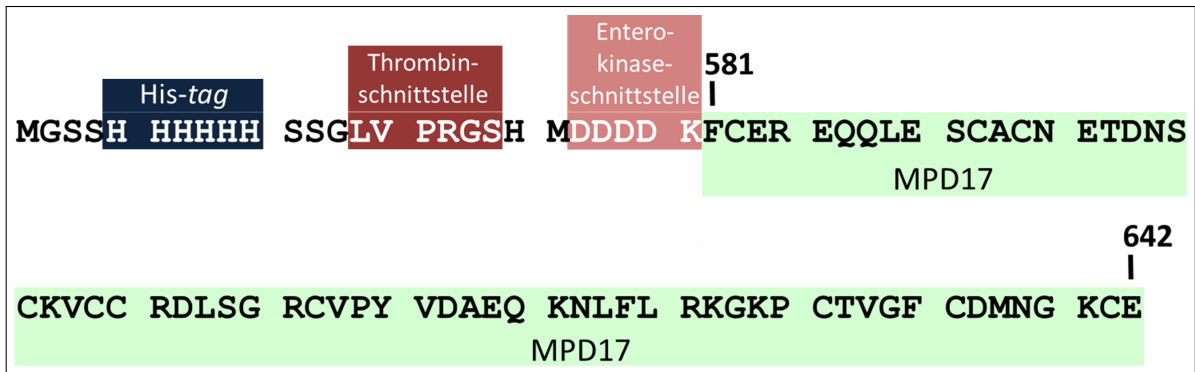 Entero-
Thrombin- kinase- 581
His-tag schnittstelle schnittstelle
MGSSH HHHHH SSGLV PRGSH MDDDD KFCER EQQLE SCACN ETDNS
MPD17
642
CKVCC RDLSG RCVPY VDAEQ KNLFL RKGKP CTVGF CDMNG KCE
MPD17